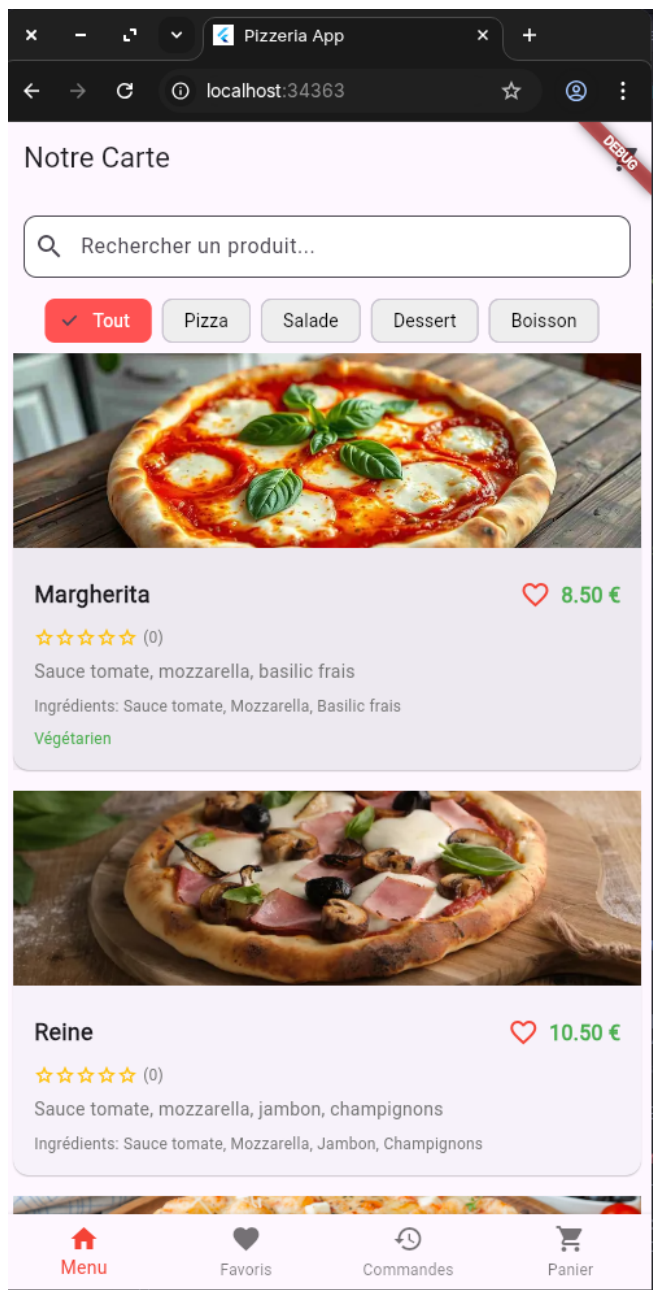 Pizzeria App
localhost:34363
DEBUG
Notre Carte
Rechercher un produit...
Tout Pizza Salade Dessert Boisson
Margherita 8.50 €
(0)
Sauce tomate, mozzarella, basilic frais
Ingrédients: Sauce tomate, Mozzarella, Basilic frais
Végétarien
Reine 10.50 €
(0)
Sauce tomate, mozzarella, jambon, champignons
Ingrédients: Sauce tomate, Mozzarella, Jambon, Champignons
Menu Favoris Commandes Panier